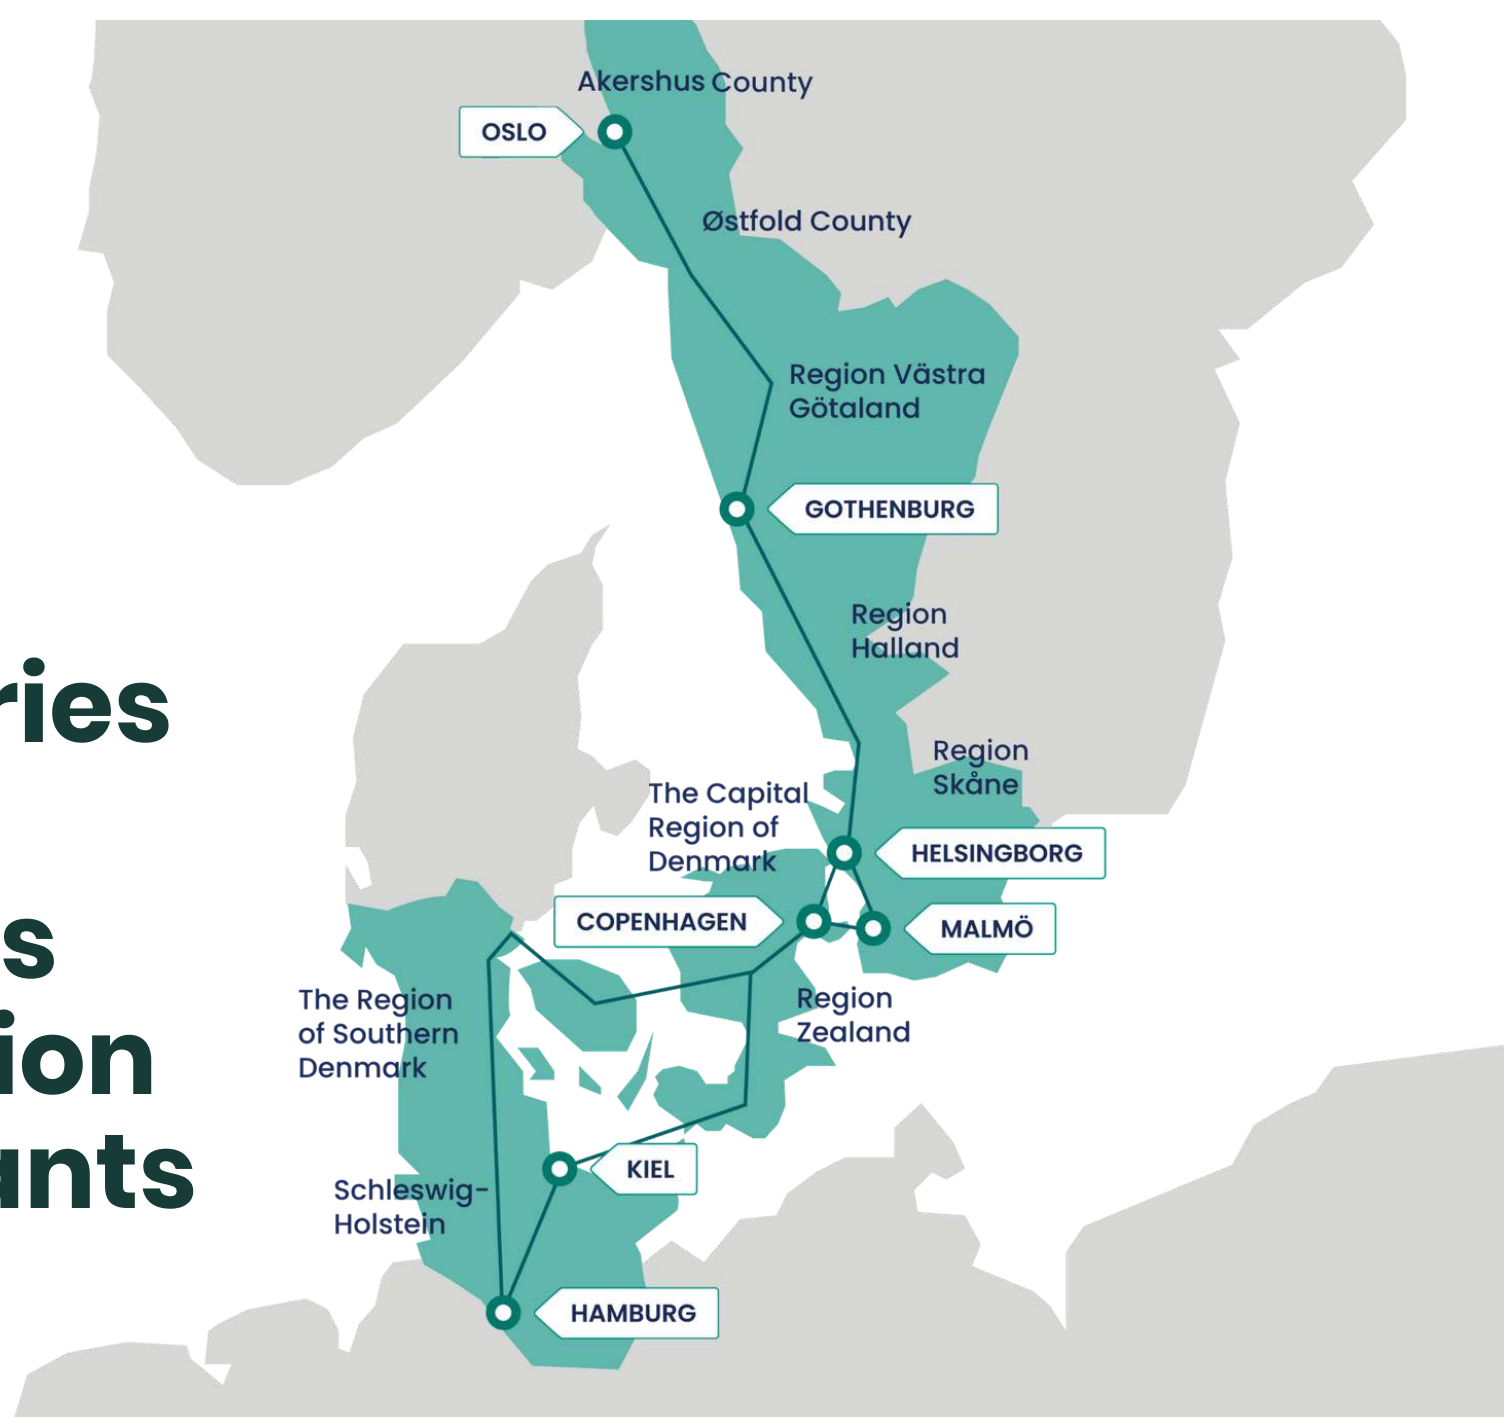 Akershus County
OSLO
Østfold County
Region Västra
Götaland
GOTHENBURG
Region
Halland
ries
Region
Skåne
The Capital
Region of
Denmark
HELSINGBORG
COPENHAGEN
MALMÖ
s
The Region
of Southern
Denmark
Region
Zealand
ion
ants
KIEL
Schleswig-
Holstein
HAMBURG